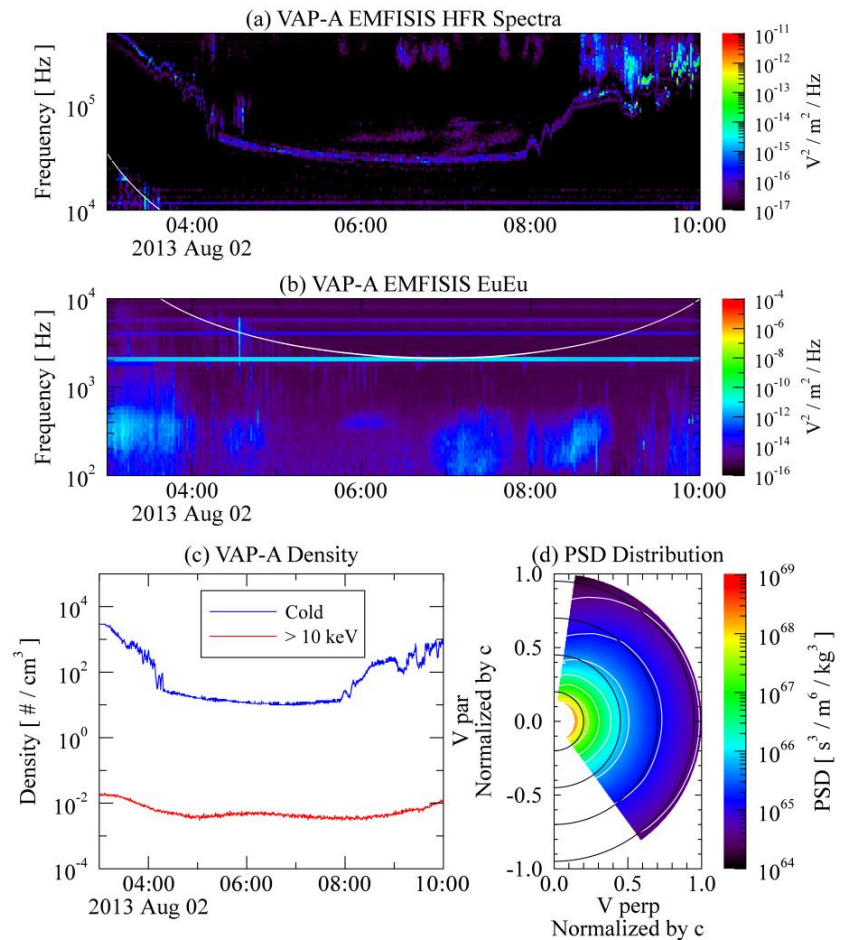 (a) VAP-A EMFISIS HFR Spectra
Frequency [ Hz ]
10^5
10^4
04:00 06:00 08:00 10:00
2013 Aug 02
10^-11
10^-12
10^-13
10^-14
10^-15
10^-16
10^-17
V^2 / m^2 / Hz
(b) VAP-A EMFISIS EuEu
Frequency [ Hz ]
10^4
10^3
10^2
04:00 06:00 08:00 10:00
2013 Aug 02
10^-4
10^-6
10^-8
10^-10
10^-12
10^-14
10^-16
V^2 / m^2 / Hz
(c) VAP-A Density
Density [ # / cm^3 ]
10^4
10^2
10^0
10^-2
10^-4
Cold
> 10 keV
04:00 06:00 08:00 10:00
2013 Aug 02
(d) PSD Distribution
V par
Normalized by c
1.0
0.5
0.0
-0.5
-1.0
0.0 0.5 1.0
V perp
Normalized by c
10^69
10^68
10^67
10^66
10^65
10^64
PSD [ s^3 / m^6 / kg^3 ]